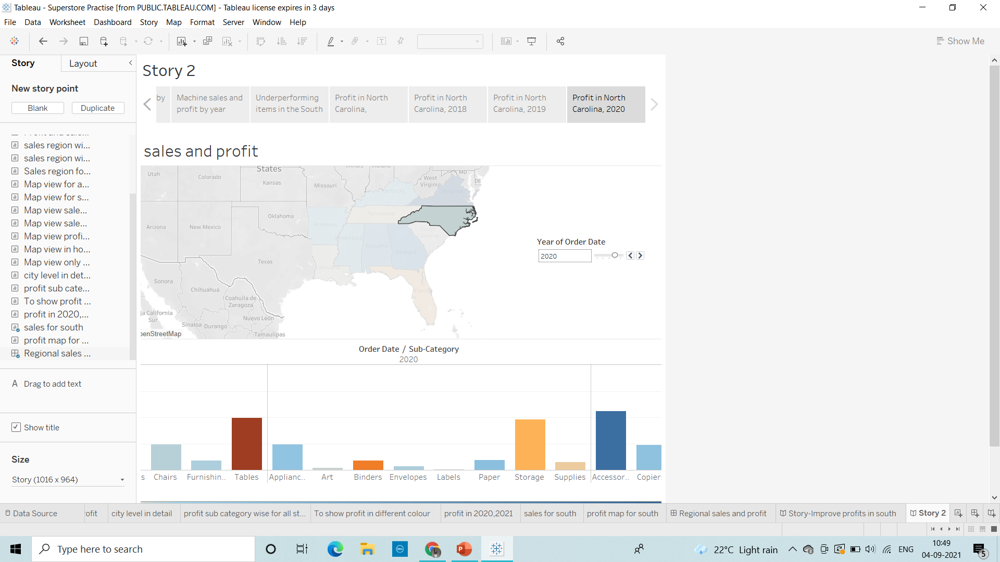 Tableau - Superstore Practise [from PUBLIC.TABLEAU.COM] - Tableau license expires in 3 days
File Data Worksheet Dashboard Story Map Format Server Window Help
Show Me
Story Layout
New story point
Blank Duplicate
sales region wi...
sales region wi...
Sales region fo...
Map view for a...
Map view for s...
Map view sale...
Map view sale...
Map view profi...
Map view in ho...
Map view only ...
city level in det...
profit sub cate...
To show profit ...
profit in 2020,...
sales for south
profit map for ...
Regional sales ...
A Drag to add text
Show title
Size
Story (1016 x 964)
Story 2
by
Machine sales and
profit by year
Underperforming
items in the South
Profit in North
Carolina,
Profit in North
Carolina, 2018
Profit in North
Carolina, 2019
Profit in North
Carolina, 2020
sales and profit
States
Utah
Colorado
Kansas
Missouri
Illinois
Indiana
West
Virginia
MD
DE
Kentucky
Virginia
Arizona
New Mexico
Oklahoma
Arkansas
Tennessee
South
Carolina
Mississippi
Alabama
Georgia
Texas
Louisiana
Florida
Sonora
Chihuahua
Coahuila de
Zaragoza
ja California
Sur
Sinaloa
Durango
Nuevo León
Tamaulipas
penStreetMap
Year of Order Date
2020
Order Date / Sub-Category
2020
s Chairs Furnishin.. Tables Applianc.. Art Binders Envelopes Labels Paper Storage Supplies Accessor.. Copier
Data Source rofit city level in detail profit sub category wise for all st... To show profit in different colour profit in 2020,2021 sales for south profit map for south Regional sales and profit Story-Improve profits in south Story 2
Type here to search
DELL
P
22°C Light rain
ENG
10:49
04-09-2021
5